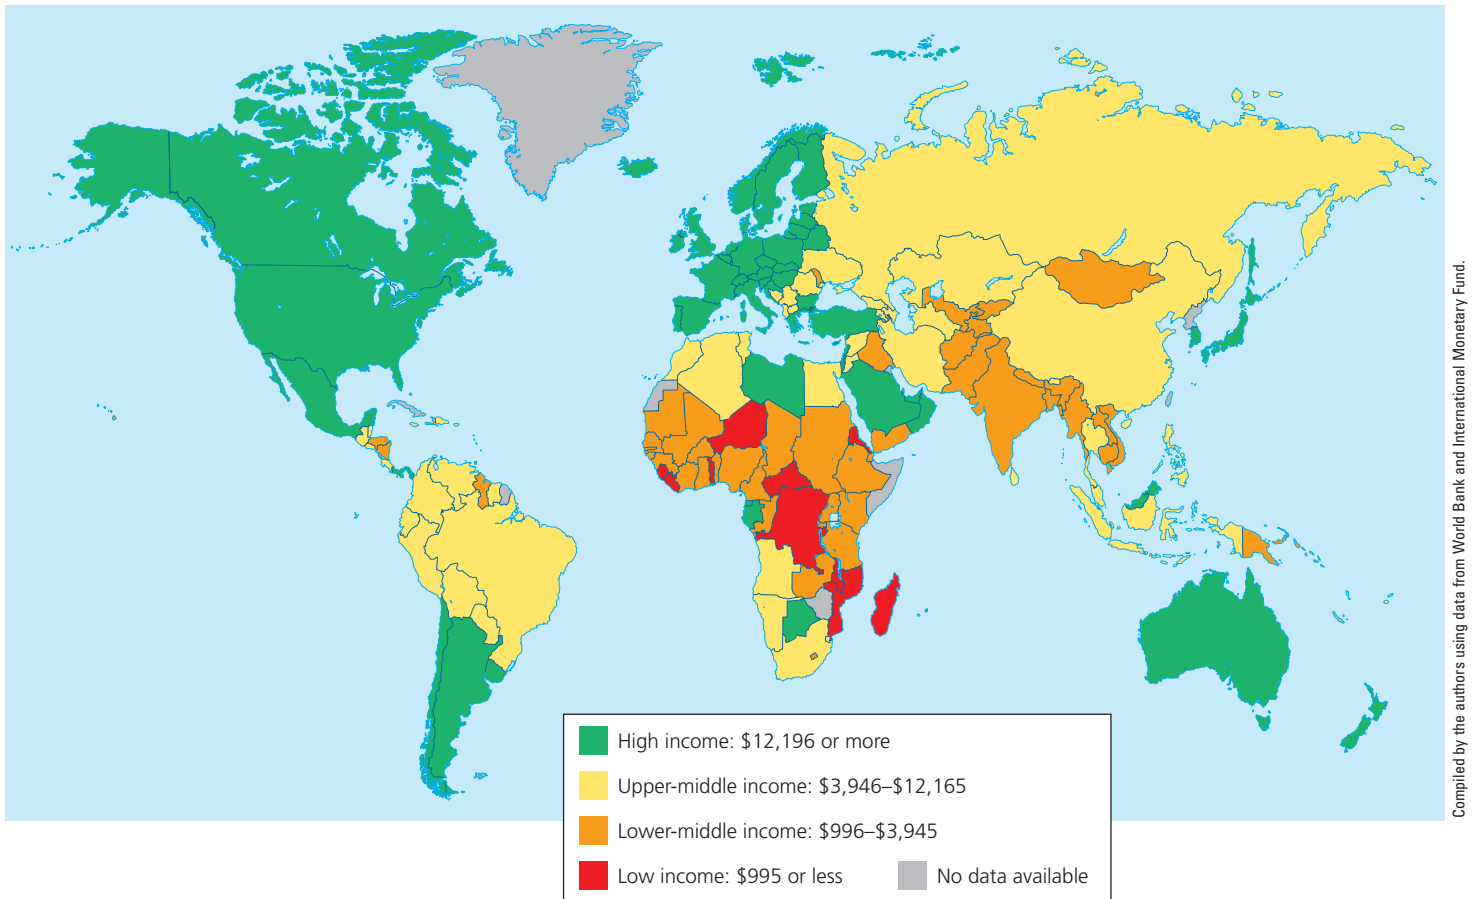 High income: $12,196 or more
Upper-middle income: $3,946–$12,165
Lower-middle income: $996–$3,945
Low income: $995 or less
No data available
Compiled by the authors using data from World Bank and International Monetary Fund.